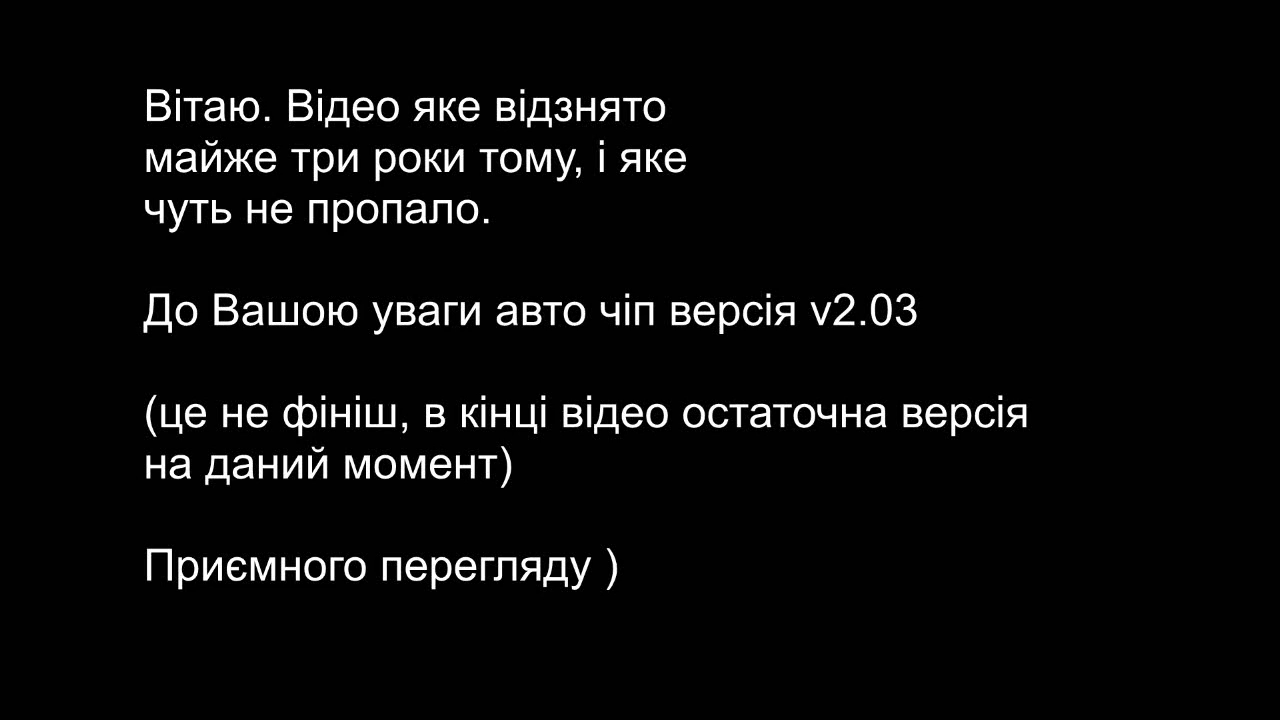 Вітаю. Відео яке відзнято
майже три роки тому, і яке
чуть не пропало.
До Вашою уваги авто чіп версія v2.03
(це не фініш, в кінці відео остаточна версія
на даний момент)
Приємного перегляду )